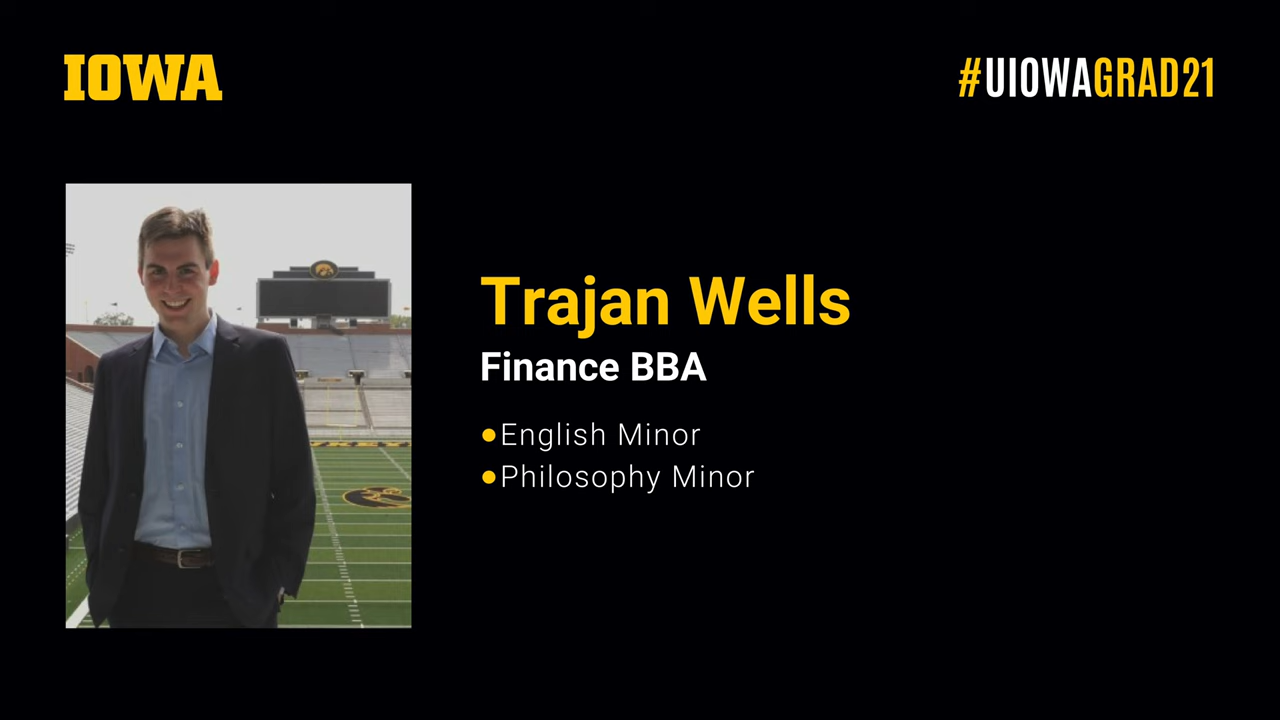 IOWA
#UIOWAGRAD21
Trajan Wells
Finance BBA
●English Minor
●Philosophy Minor